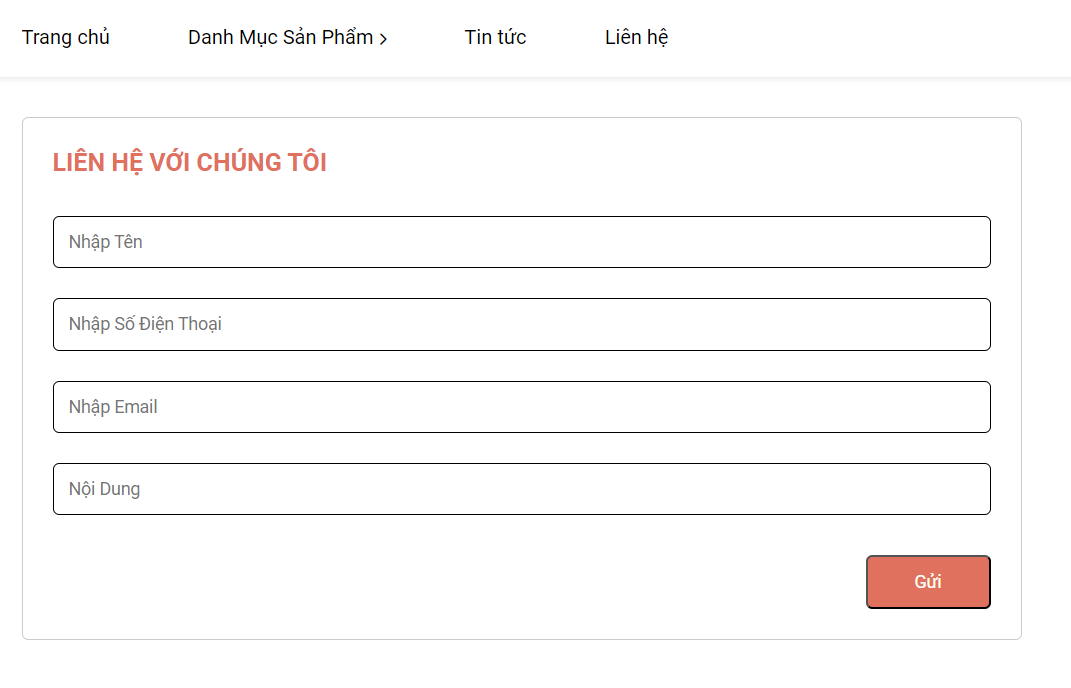 Trang chủ Danh Mục Sản Phẩm > Tin tức Liên hệ
LIÊN HỆ VỚI CHÚNG TÔI
Nhập Tên
Nhập Số Điện Thoại
Nhập Email
Nội Dung
Gửi